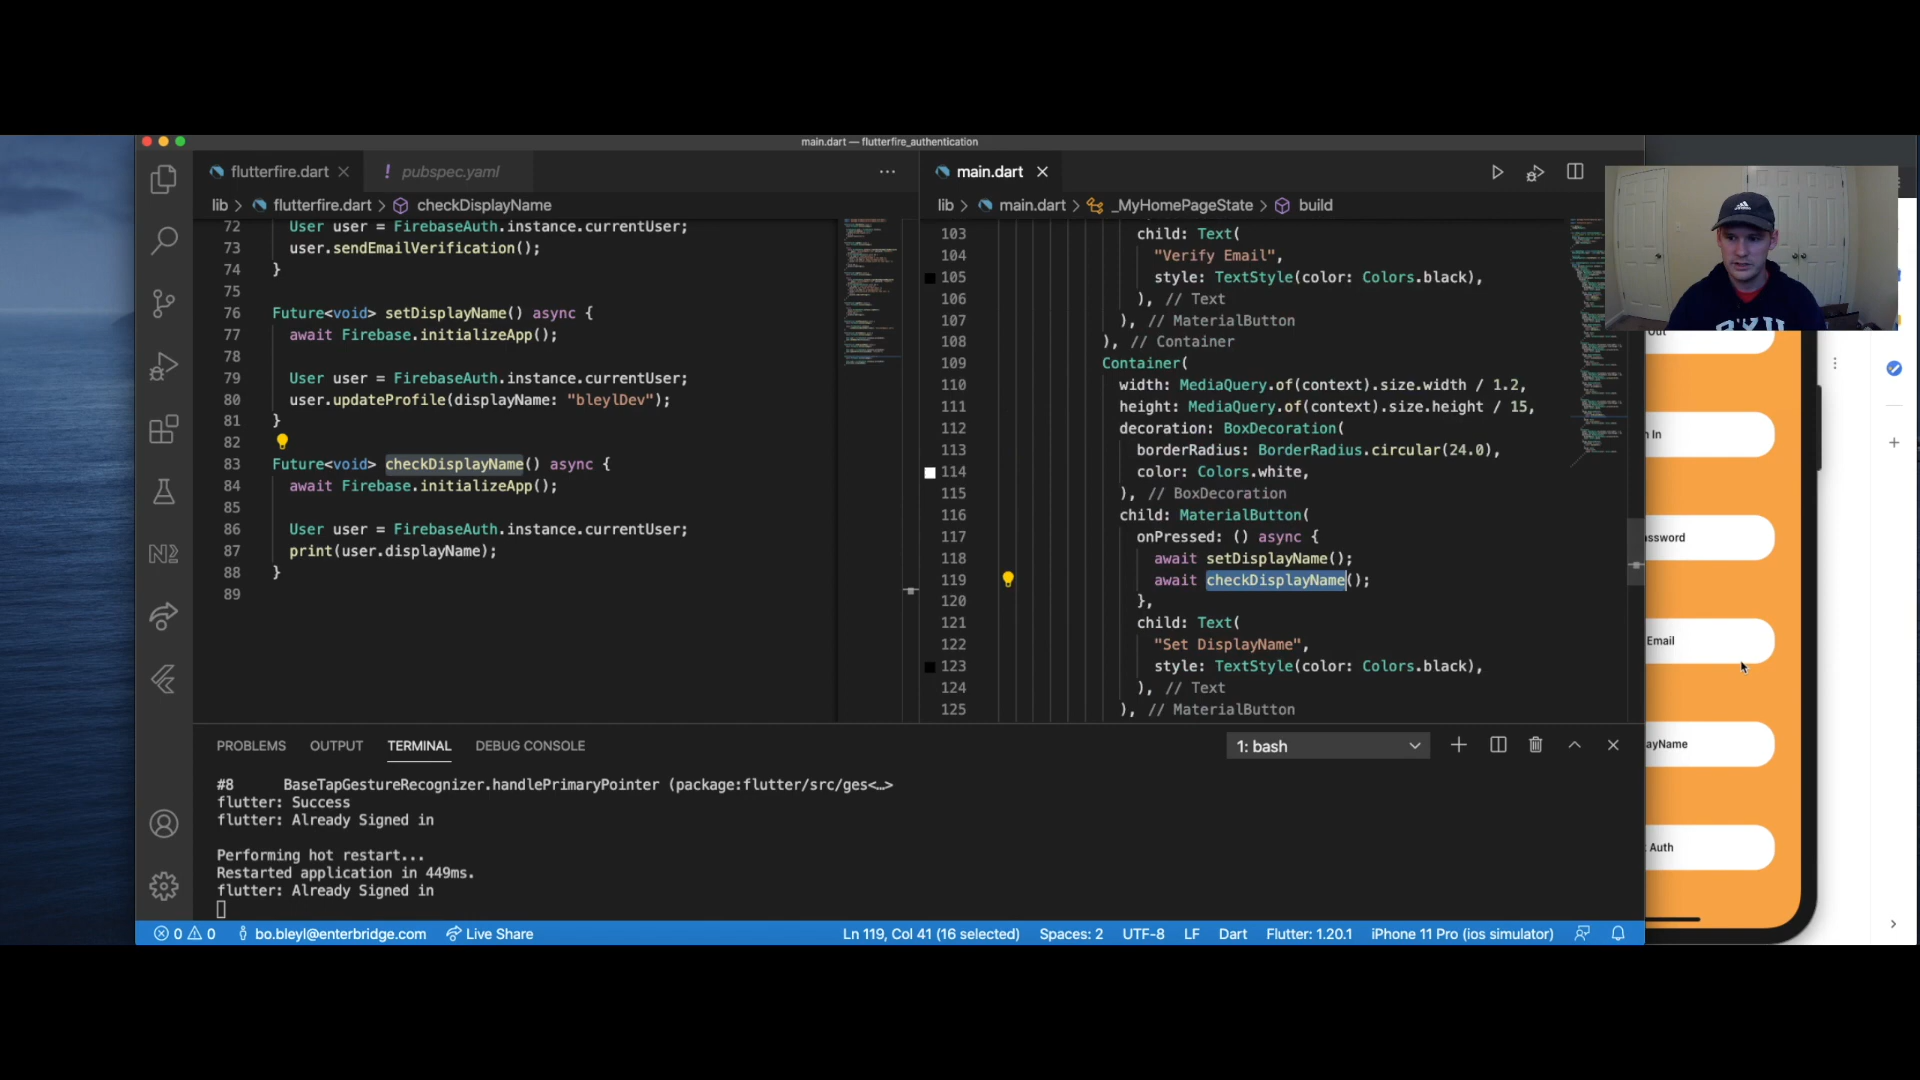 main.dart — flutterfire_authentication
flutterfire.dart
! pubspec.yaml
main.dart
lib > flutterfire.dart > checkDisplayName
lib > main.dart > _MyHomePageState > build
72 User user = FirebaseAuth.instance.currentUser;
73 user.sendEmailVerification();
74 }
75
76 Future<void> setDisplayName() async {
77 await Firebase.initializeApp();
78
79 User user = FirebaseAuth.instance.currentUser;
80 user.updateProfile(displayName: "bleylDev");
81 }
82
83 Future<void> checkDisplayName() async {
84 await Firebase.initializeApp();
85
86 User user = FirebaseAuth.instance.currentUser;
87 print(user.displayName);
88 }
89
103 child: Text(
104 "Verify Email",
105 style: TextStyle(color: Colors.black),
106 ), // Text
107 ), // MaterialButton
108 ), // Container
109 Container(
110 width: MediaQuery.of(context).size.width / 1.2,
111 height: MediaQuery.of(context).size.height / 15,
112 decoration: BoxDecoration(
113 borderRadius: BorderRadius.circular(24.0),
114 color: Colors.white,
115 ), // BoxDecoration
116 child: MaterialButton(
117 onPressed: () async {
118 await setDisplayName();
119 await checkDisplayName();
120 },
121 child: Text(
122 "Set DisplayName",
123 style: TextStyle(color: Colors.black),
124 ), // Text
125 ), // MaterialButton
n In
assword
Email
ayName
Auth
PROBLEMS OUTPUT TERMINAL DEBUG CONSOLE
1: bash
#8 BaseTapGestureRecognizer.handlePrimaryPointer (package:flutter/src/ges<…>
flutter: Success
flutter: Already Signed in
Performing hot restart...
Restarted application in 449ms.
flutter: Already Signed in
0 0 bo.bleyl@enterbridge.com Live Share
Ln 119, Col 41 (16 selected) Spaces: 2 UTF-8 LF Dart Flutter: 1.20.1 iPhone 11 Pro (ios simulator)